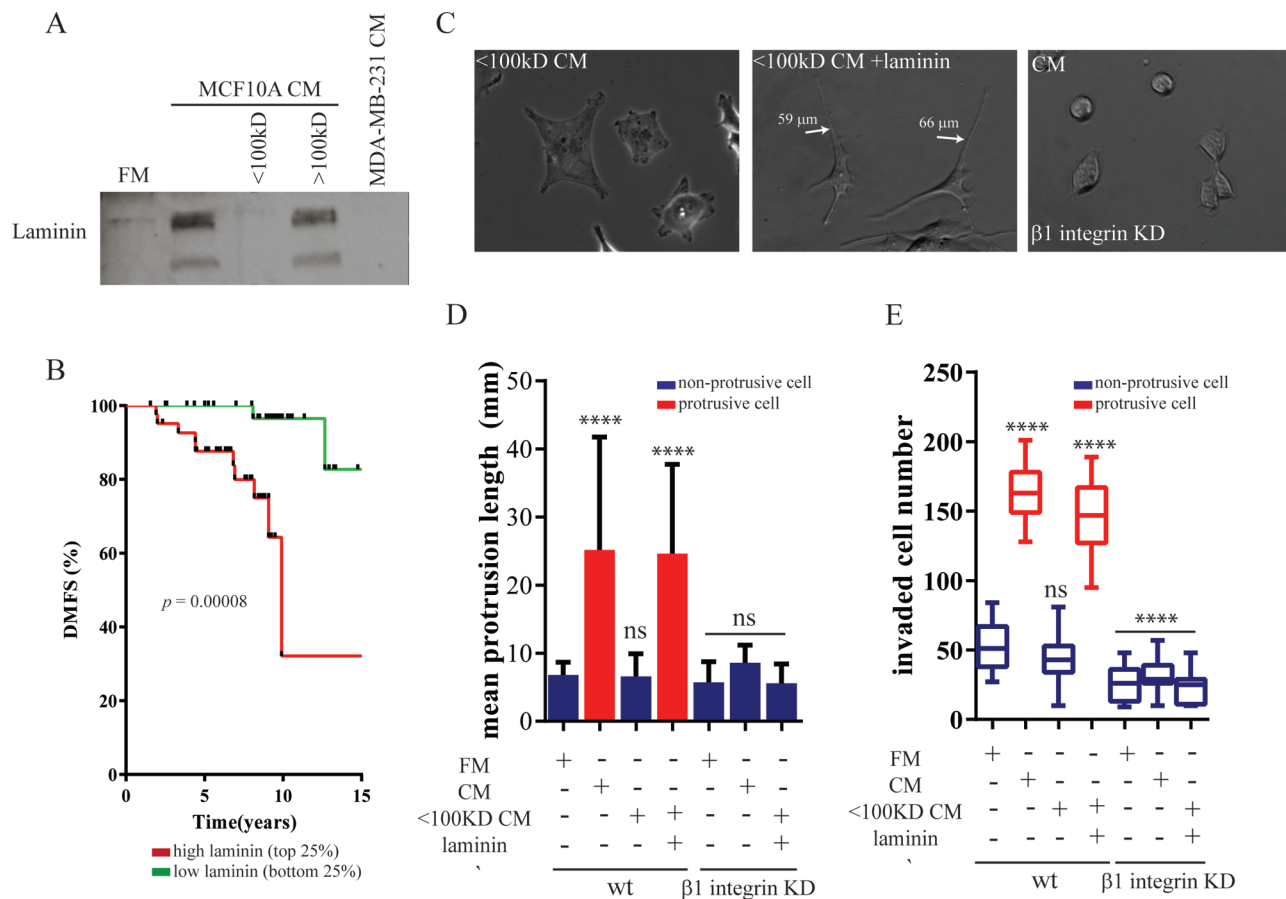 A
MCF10A CM
FM
<100kD
>100kD
MDA-MB-231 CM
Laminin
B
DMFS (%)
100
80
60
40
20
0
p = 0.00008
0 5 10 15
Time(years)
high laminin (top 25%)
low laminin (bottom 25%)
C
<100kD CM
<100kD CM +laminin
59 μm
66 μm
CM
β1 integrin KD
D
mean protrusion length (mm)
non-protrusive cell
protrusive cell
50
40
30
20
10
0
****
ns
****
ns
FM + - - - + - -
CM - + - - - + -
<100KD CM - - + + - - +
laminin - - - + - - +
`
wt
β1 integrin KD
E
invaded cell number
non-protrusive cell
protrusive cell
250
200
150
100
50
0
****
ns
****
****
FM + - - - + - -
CM - + - - - + -
<100KD CM - - + + - - +
laminin - - - + - - +
`
wt
β1 integrin KD